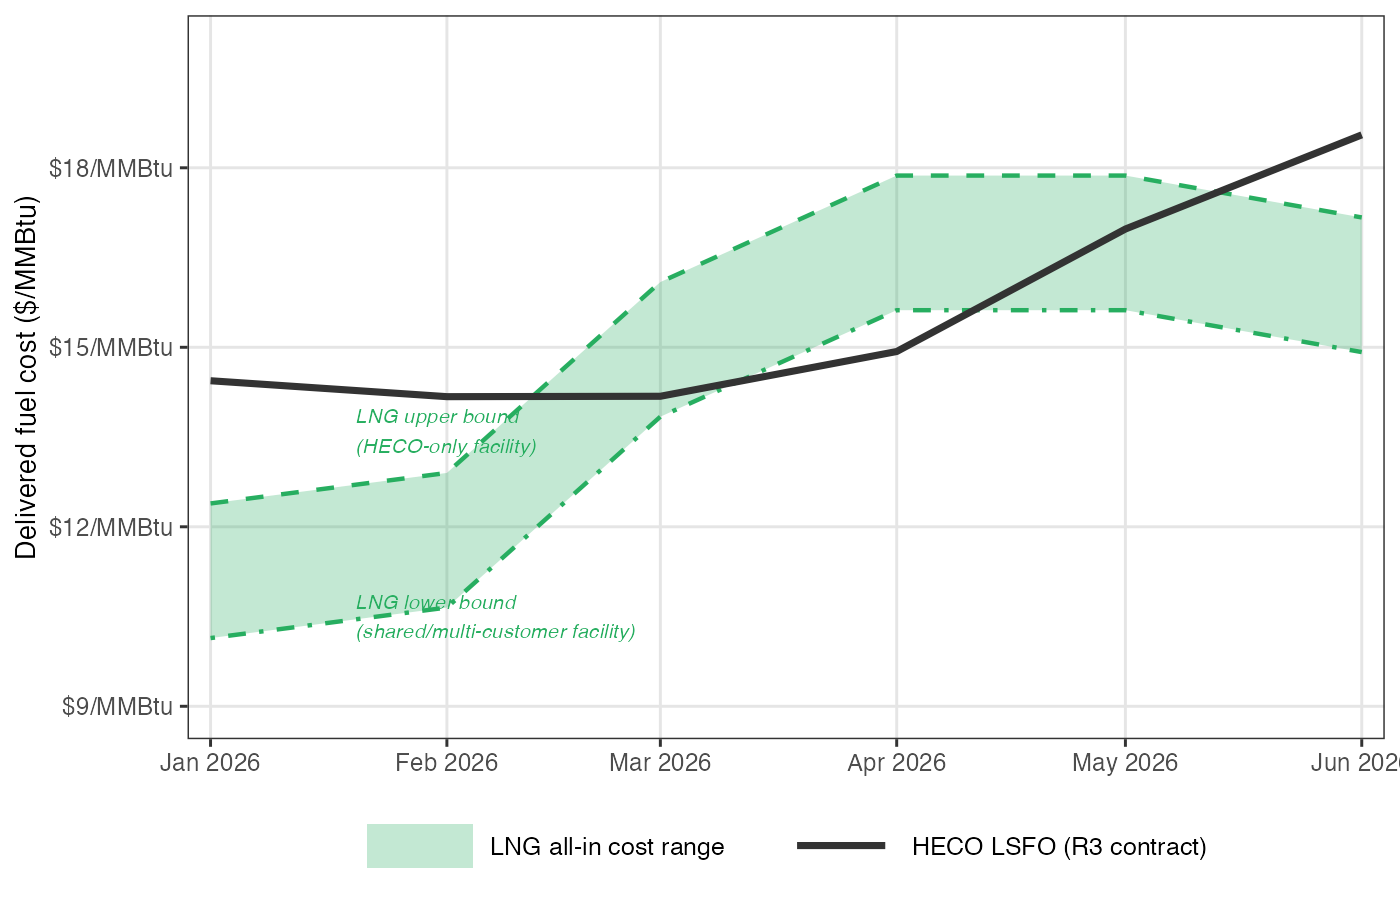 Delivered fuel cost ($/MMBtu)
$18/MMBtu
$15/MMBtu
$12/MMBtu
$9/MMBtu
LNG upper bound
(HECO-only facility)
LNG lower bound
(shared/multi-customer facility)
Jan 2026
Feb 2026
Mar 2026
Apr 2026
May 2026
Jun 202
LNG all-in cost range
HECO LSFO (R3 contract)